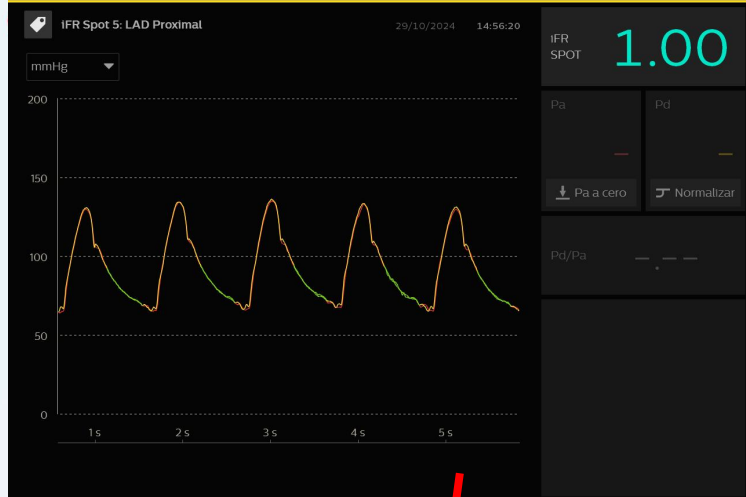 iFR Spot 5: LAD Proximal
29/10/2024 14:56:20
mmHg
200
150
100
50
0
1 s 2 s 3 s 4 s 5 s
iFR
SPOT
1.00
Pa
Pd
Pa a cero
Normalizar
Pd/Pa